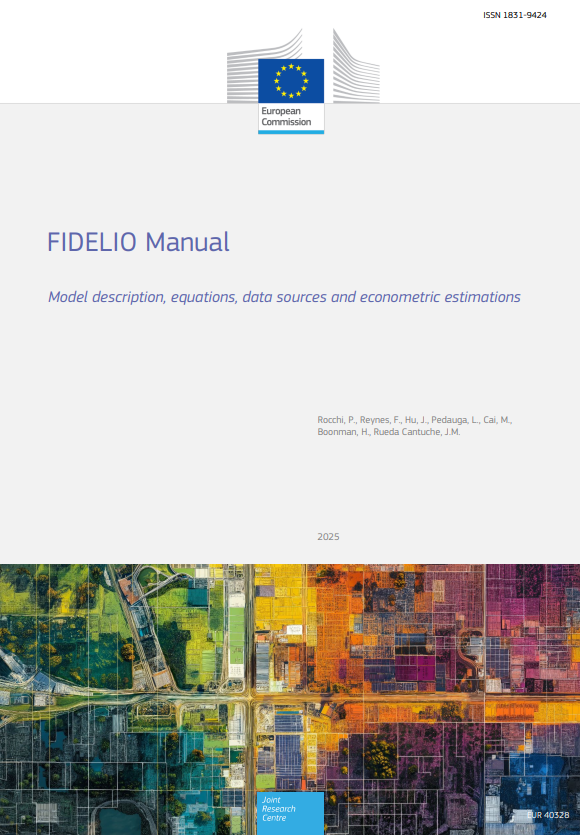 ISSN 1831-9424
European
Commission
FIDELIO Manual
Model description, equations, data sources and econometric estimations
Rocchi, P., Reynes, F., Hu, J., Pedauga, L., Cai, M.,
Boonman, H., Rueda Cantuche, J.M.
2025
Joint
Research
Centre
EUR 40328